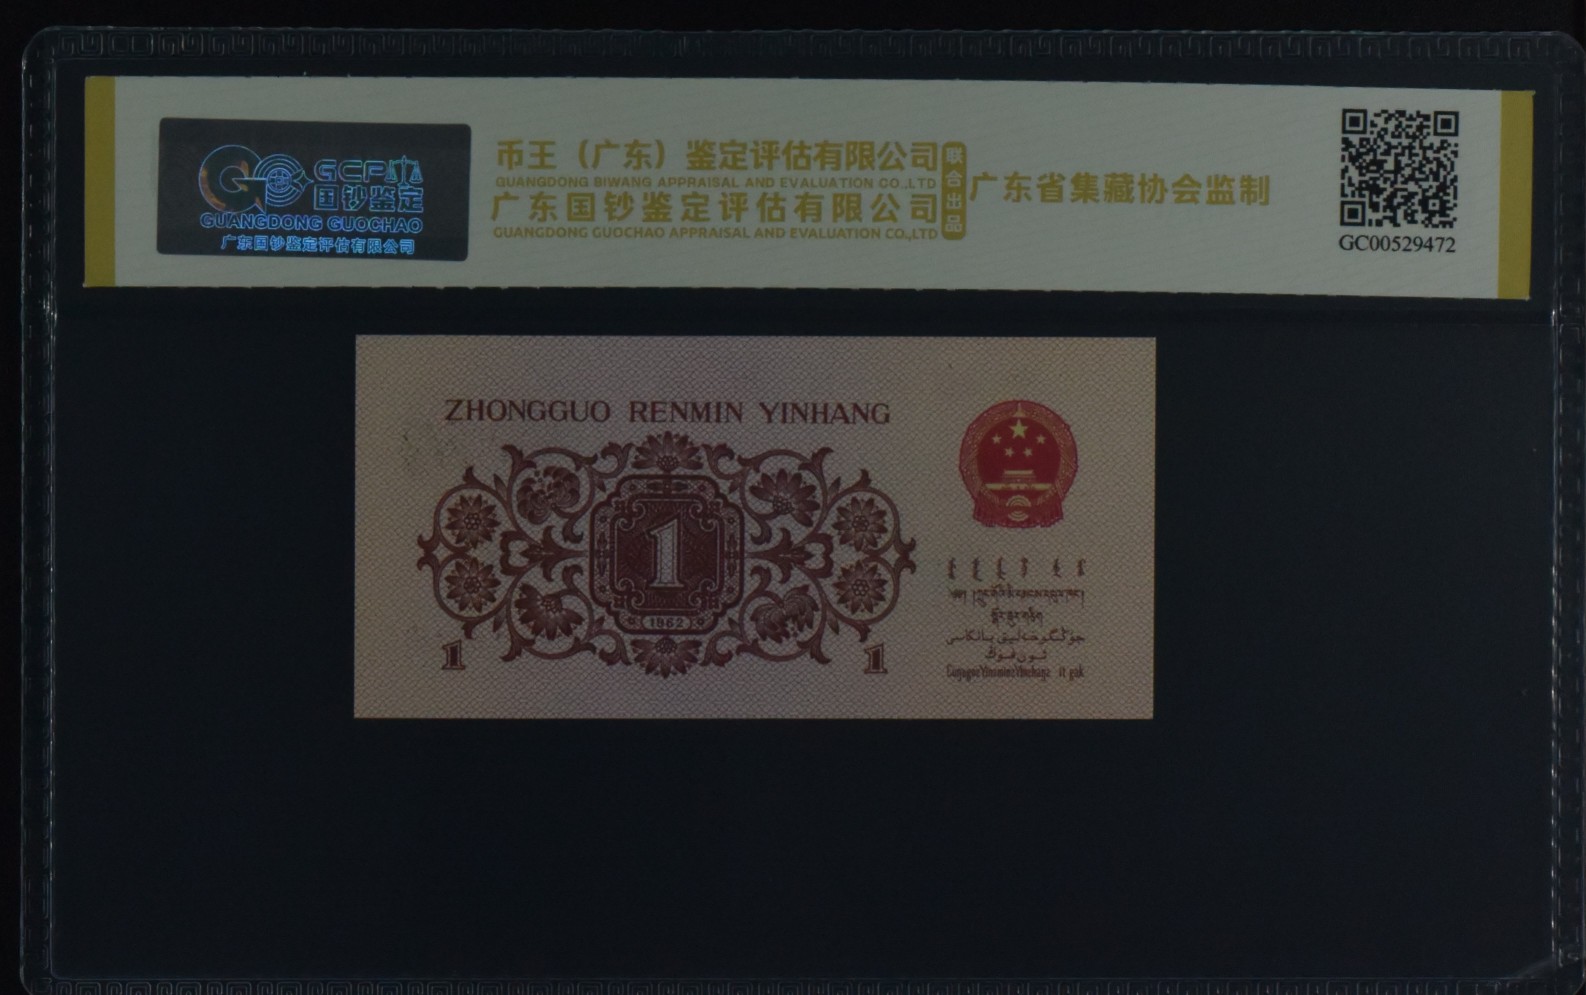 GCF
国钞鉴定
GUANGDONG GUOCHAO
广东国钞鉴定评估有限公司
币王（广东）鉴定评估有限公司
GUANGDONG BIWANG APPRAISAL AND EVALUATION CO.,LTD
广东国钞鉴定评估有限公司
GUANGDONG GUOCHAO APPRAISAL AND EVALUATION CO.,LTD
联合出品
广东省集藏协会监制
GC00529472
ZHONGGUO RENMIN YINHANG
1
1962
1
1